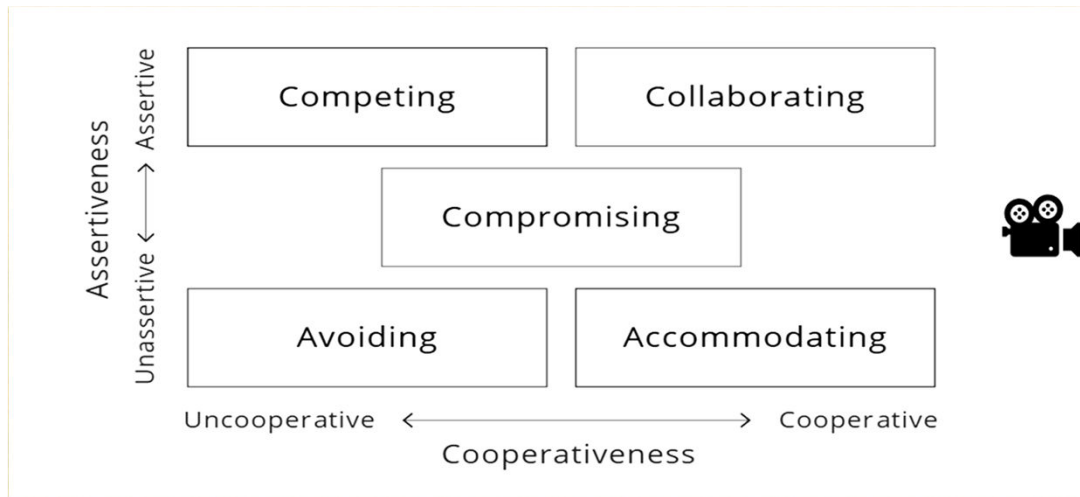 Assertiveness
Assertive
Unassertive
Competing
Collaborating
Compromising
Avoiding
Accommodating
Uncooperative
Cooperative
Cooperativeness